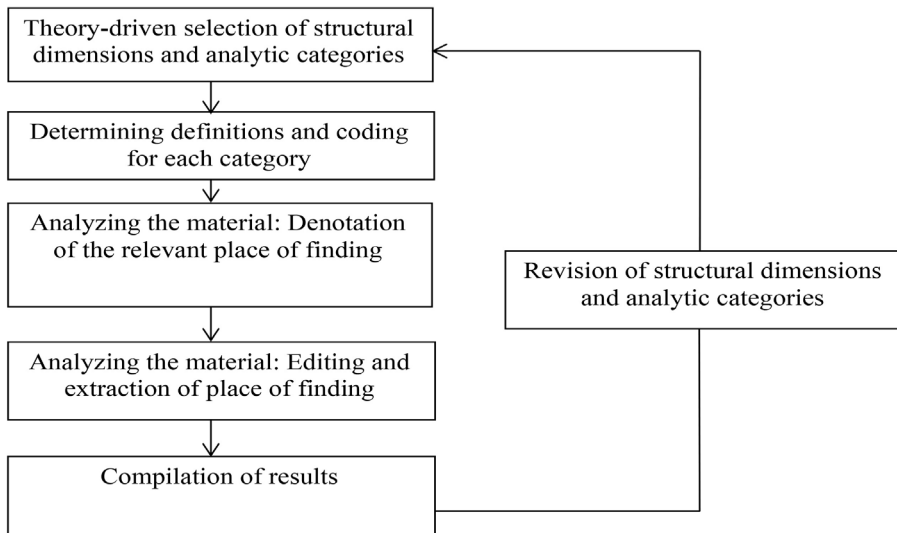 Theory-driven selection of structural
dimensions and analytic categories
Determining definitions and coding
for each category
Analyzing the material: Denotation
of the relevant place of finding
Revision of structural dimensions
and analytic categories
Analyzing the material: Editing and
extraction of place of finding
Compilation of results